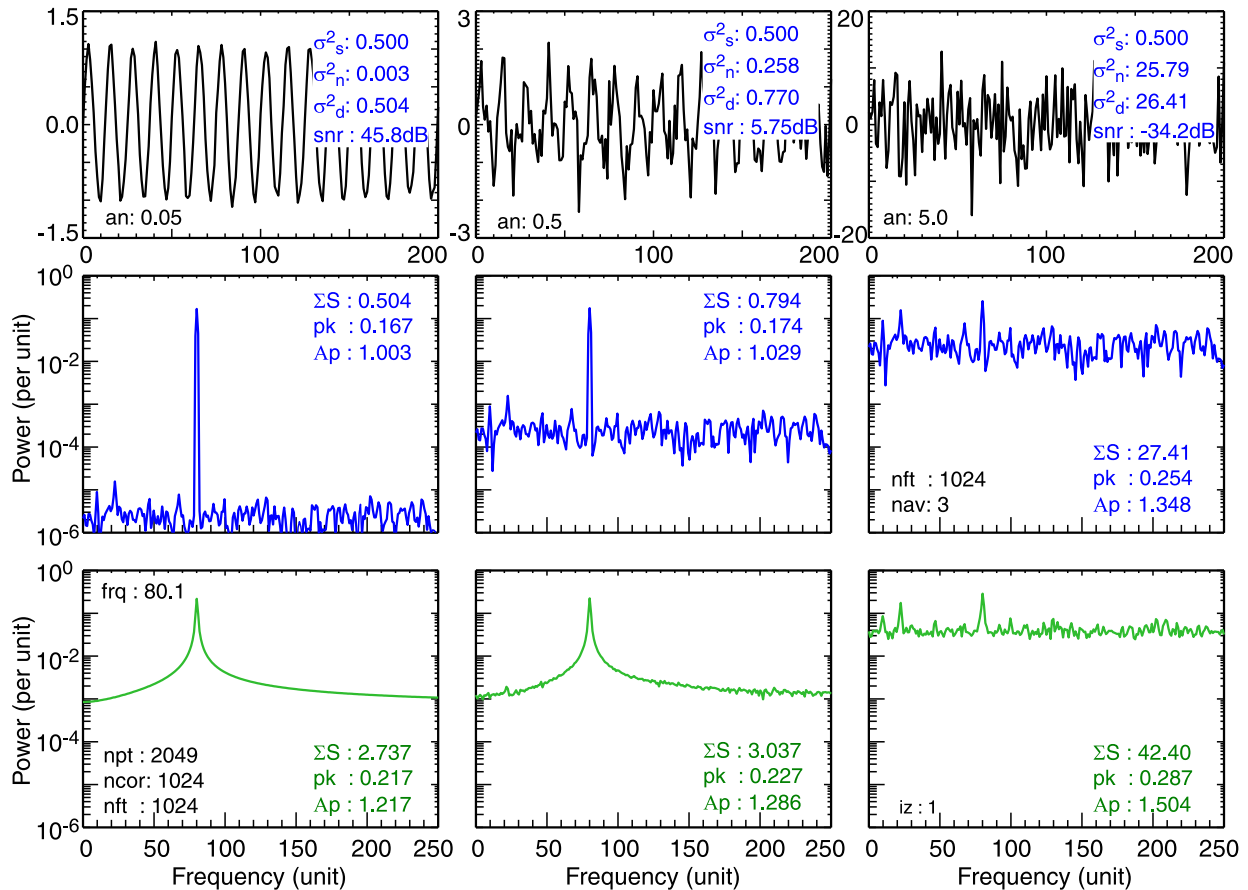 1.5
0.0
-1.5
σ²s: 0.500
σ²n: 0.003
σ²d: 0.504
snr : 45.8dB
an: 0.05
0 100 200
3
0
-3
σ²s: 0.500
σ²n: 0.258
σ²d: 0.770
snr : 5.75dB
an: 0.5
0 100 200
20
0
-20
σ²s: 0.500
σ²n: 25.79
σ²d: 26.41
snr : -34.2dB
an: 5.0
0 100 200
Power (per unit)
10⁰
10⁻²
10⁻⁴
10⁻⁶
ΣS : 0.504
pk : 0.167
Ap : 1.003
ΣS : 0.794
pk : 0.174
Ap : 1.029
nft : 1024
nav: 3
ΣS : 27.41
pk : 0.254
Ap : 1.348
Power (per unit)
10⁰
10⁻²
10⁻⁴
10⁻⁶
frq : 80.1
npt : 2049
ncor: 1024
nft : 1024
ΣS : 2.737
pk : 0.217
Ap : 1.217
0 50 100 150 200 250
Frequency (unit)
ΣS : 3.037
pk : 0.227
Ap : 1.286
0 50 100 150 200 250
Frequency (unit)
iz : 1
ΣS : 42.40
pk : 0.287
Ap : 1.504
0 50 100 150 200 250
Frequency (unit)